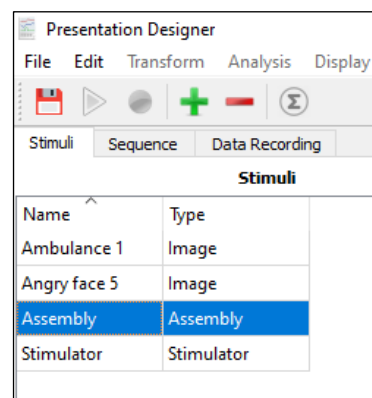 Presentation Designer
File Edit Transform Analysis Display
Σ
Stimuli Sequence Data Recording
Stimuli
Name Type
Ambulance 1 Image
Angry face 5 Image
Assembly Assembly
Stimulator Stimulator